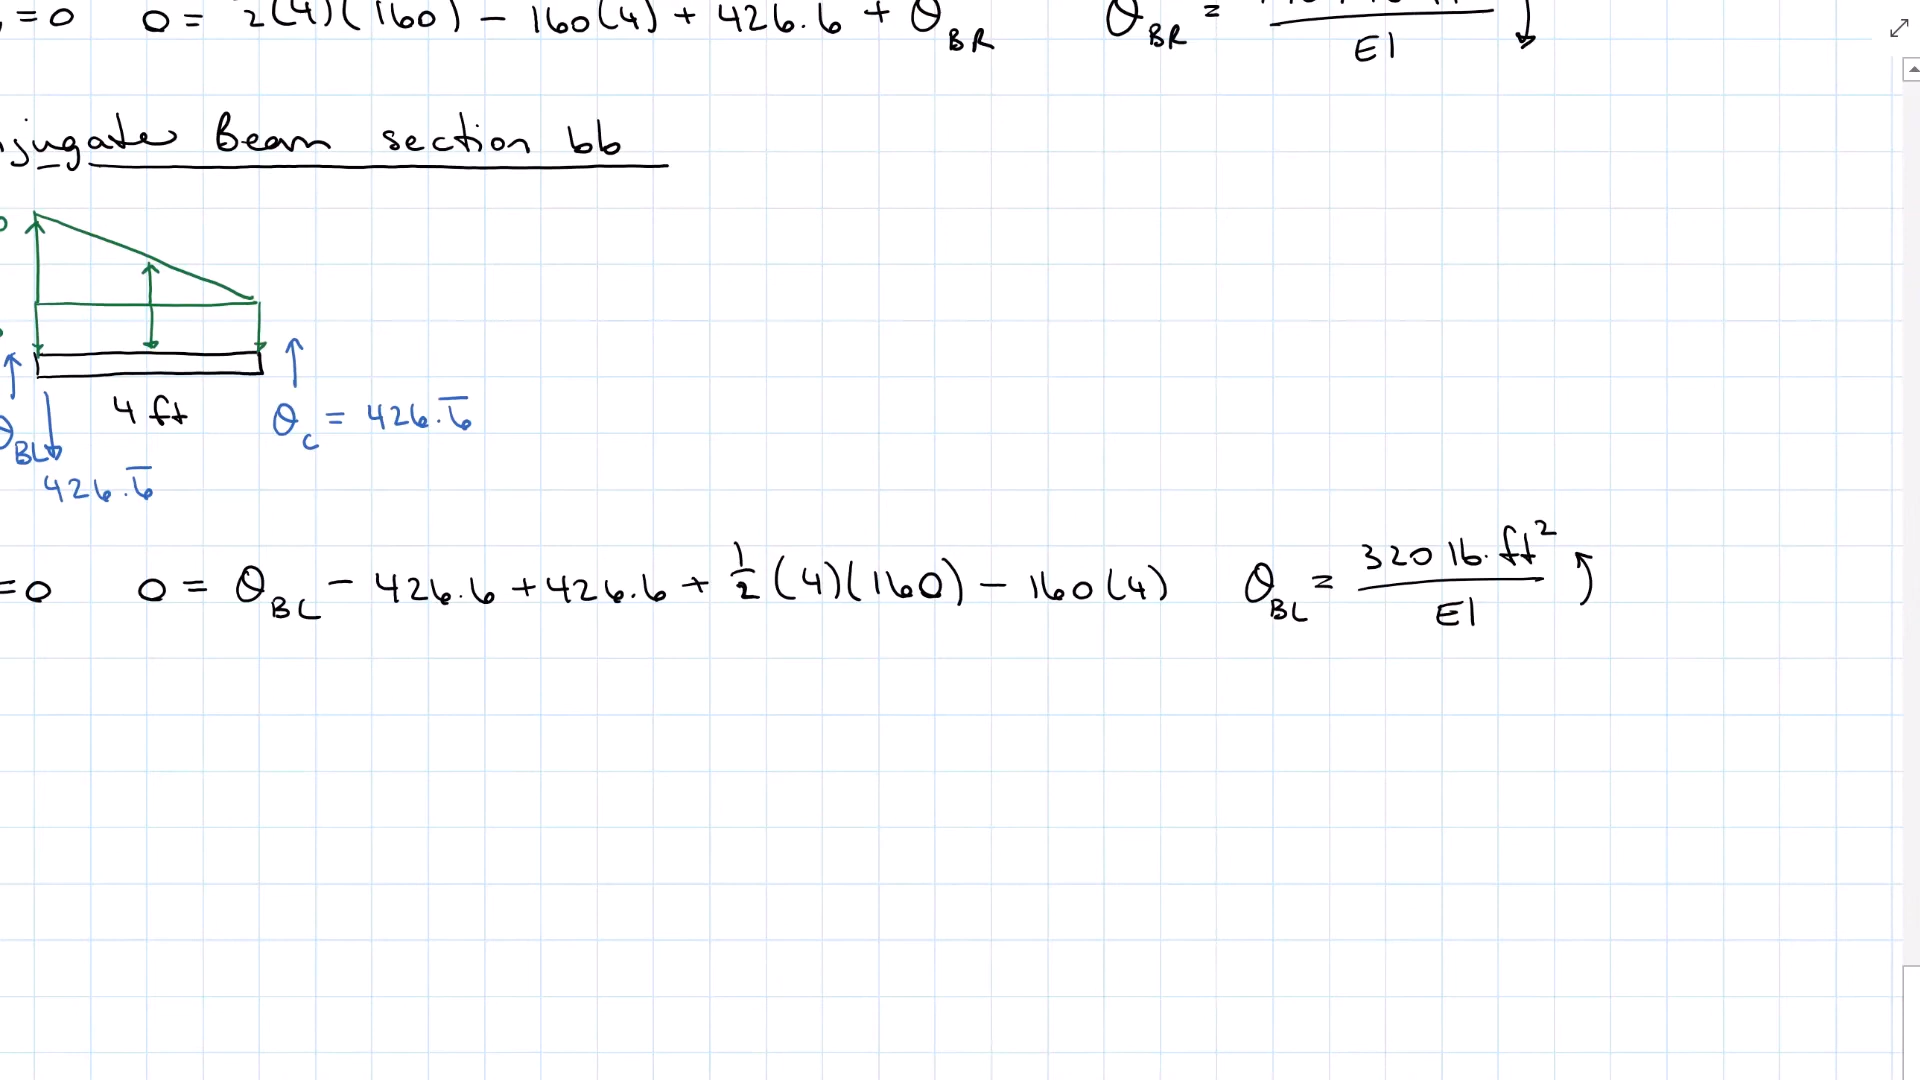 =0 0 = 2(4)(160) - 160(4) + 426.6 + θBR θBR = EI
jugate Beam section bb
4 ft θC = 426.6̅
θBL
426.6̅
=0 0 = θBL - 426.6 + 426.6 + 1/2 (4)(160) - 160(4) θBL = 320 lb·ft² / EI